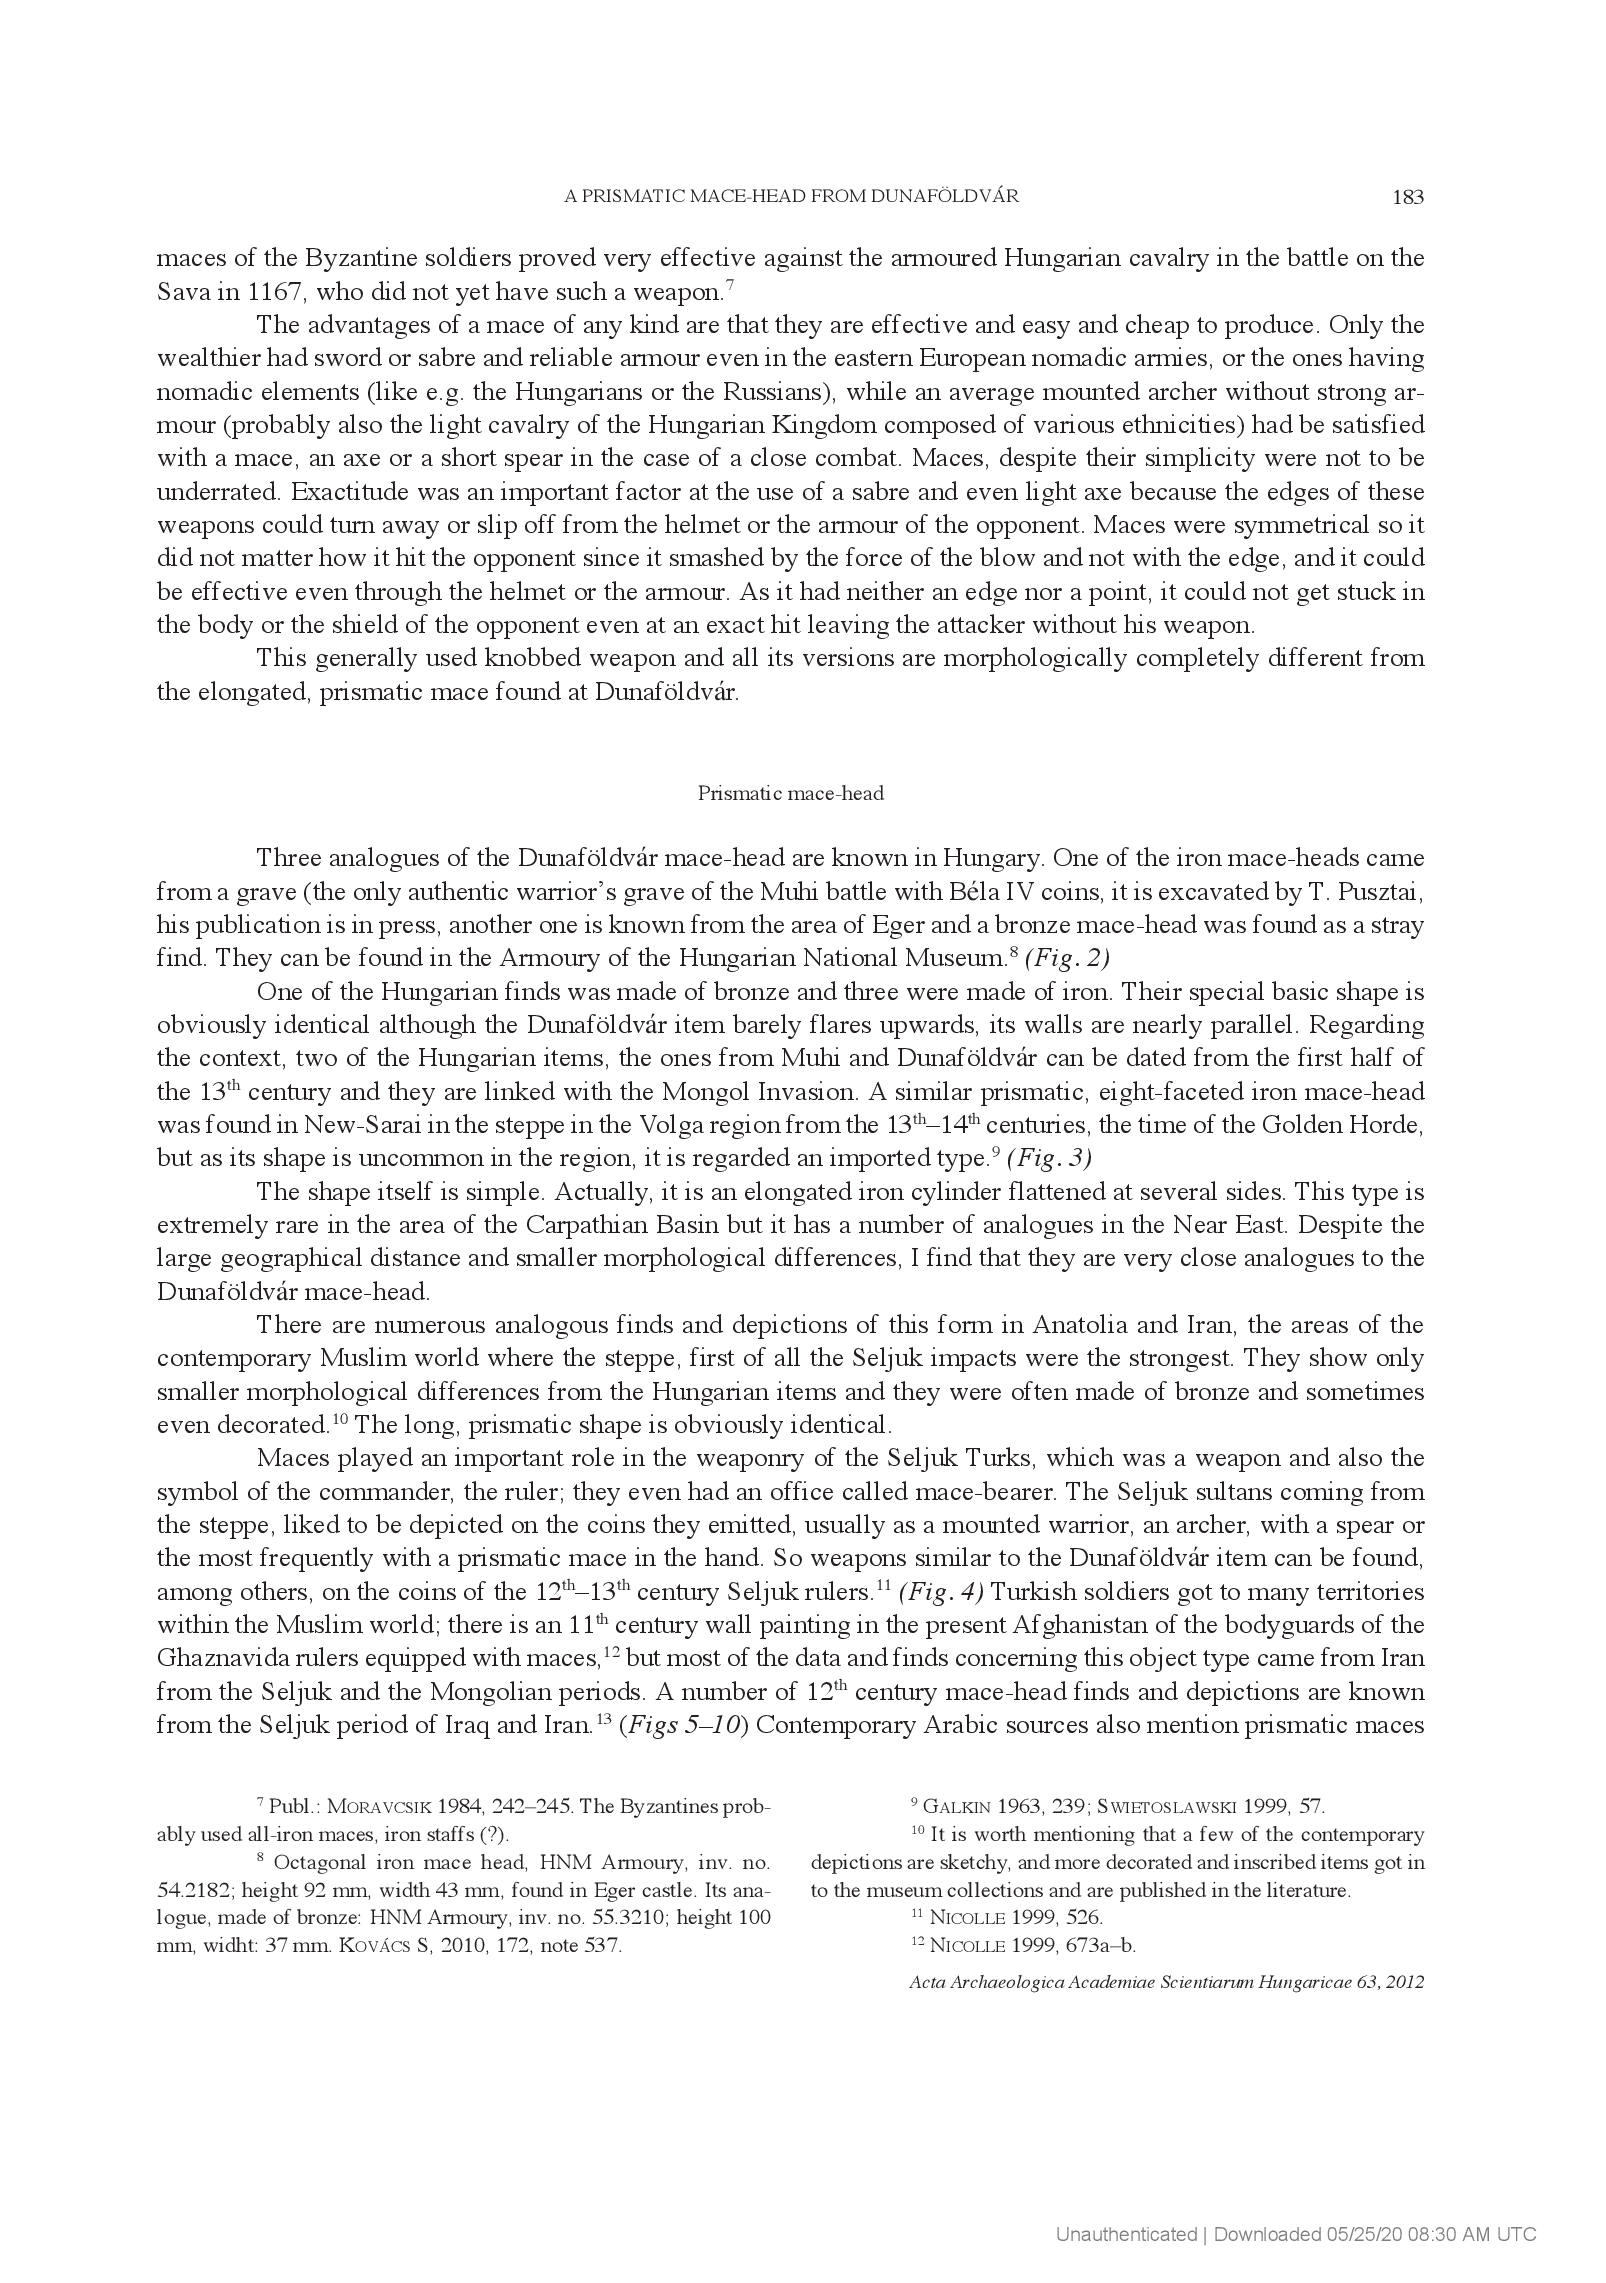 A PRISMATIC MACE-HEAD FROM DUNAFÖLDVÁR 183
maces of the Byzantine soldiers proved very effective against the armoured Hungarian cavalry in the battle on the
Sava in 1167, who did not yet have such a weapon.7
The advantages of a mace of any kind are that they are effective and easy and cheap to produce. Only the
wealthier had sword or sabre and reliable armour even in the eastern European nomadic armies, or the ones having
nomadic elements (like e.g. the Hungarians or the Russians), while an average mounted archer without strong ar-
mour (probably also the light cavalry of the Hungarian Kingdom composed of various ethnicities) had be satisfied
with a mace, an axe or a short spear in the case of a close combat. Maces, despite their simplicity were not to be
underrated. Exactitude was an important factor at the use of a sabre and even light axe because the edges of these
weapons could turn away or slip off from the helmet or the armour of the opponent. Maces were symmetrical so it
did not matter how it hit the opponent since it smashed by the force of the blow and not with the edge, and it could
be effective even through the helmet or the armour. As it had neither an edge nor a point, it could not get stuck in
the body or the shield of the opponent even at an exact hit leaving the attacker without his weapon.
This generally used knobbed weapon and all its versions are morphologically completely different from
the elongated, prismatic mace found at Dunaföldvár.
Prismatic mace-head
Three analogues of the Dunaföldvár mace-head are known in Hungary. One of the iron mace-heads came
from a grave (the only authentic warrior's grave of the Muhi battle with Béla IV coins, it is excavated by T. Pusztai,
his publication is in press, another one is known from the area of Eger and a bronze mace-head was found as a stray
find. They can be found in the Armoury of the Hungarian National Museum.8 (Fig. 2)
One of the Hungarian finds was made of bronze and three were made of iron. Their special basic shape is
obviously identical although the Dunaföldvár item barely flares upwards, its walls are nearly parallel. Regarding
the context, two of the Hungarian items, the ones from Muhi and Dunaföldvár can be dated from the first half of
the 13th century and they are linked with the Mongol Invasion. A similar prismatic, eight-faceted iron mace-head
was found in New-Sarai in the steppe in the Volga region from the 13th–14th centuries, the time of the Golden Horde,
but as its shape is uncommon in the region, it is regarded an imported type.9 (Fig. 3)
The shape itself is simple. Actually, it is an elongated iron cylinder flattened at several sides. This type is
extremely rare in the area of the Carpathian Basin but it has a number of analogues in the Near East. Despite the
large geographical distance and smaller morphological differences, I find that they are very close analogues to the
Dunaföldvár mace-head.
There are numerous analogous finds and depictions of this form in Anatolia and Iran, the areas of the
contemporary Muslim world where the steppe, first of all the Seljuk impacts were the strongest. They show only
smaller morphological differences from the Hungarian items and they were often made of bronze and sometimes
even decorated.10 The long, prismatic shape is obviously identical.
Maces played an important role in the weaponry of the Seljuk Turks, which was a weapon and also the
symbol of the commander, the ruler; they even had an office called mace-bearer. The Seljuk sultans coming from
the steppe, liked to be depicted on the coins they emitted, usually as a mounted warrior, an archer, with a spear or
the most frequently with a prismatic mace in the hand. So weapons similar to the Dunaföldvár item can be found,
among others, on the coins of the 12th–13th century Seljuk rulers.11 (Fig. 4) Turkish soldiers got to many territories
within the Muslim world; there is an 11th century wall painting in the present Afghanistan of the bodyguards of the
Ghaznavida rulers equipped with maces,12 but most of the data and finds concerning this object type came from Iran
from the Seljuk and the Mongolian periods. A number of 12th century mace-head finds and depictions are known
from the Seljuk period of Iraq and Iran.13 (Figs 5–10) Contemporary Arabic sources also mention prismatic maces
7 Publ.: MORAVCSIK 1984, 242–245. The Byzantines prob-
ably used all-iron maces, iron staffs (?).
8 Octagonal iron mace head, HNM Armoury, inv. no.
54.2182; height 92 mm, width 43 mm, found in Eger castle. Its ana-
logue, made of bronze: HNM Armoury, inv. no. 55.3210; height 100
mm, widht: 37 mm. KOVÁCS S, 2010, 172, note 537.
9 GALKIN 1963, 239; SWIETOSLAWSKI 1999, 57.
10 It is worth mentioning that a few of the contemporary
depictions are sketchy, and more decorated and inscribed items got in
to the museum collections and are published in the literature.
11 NICOLLE 1999, 526.
12 NICOLLE 1999, 673a–b.
Acta Archaeologica Academiae Scientiarum Hungaricae 63, 2012
Unauthenticated | Downloaded 05/25/20 08:30 AM UTC